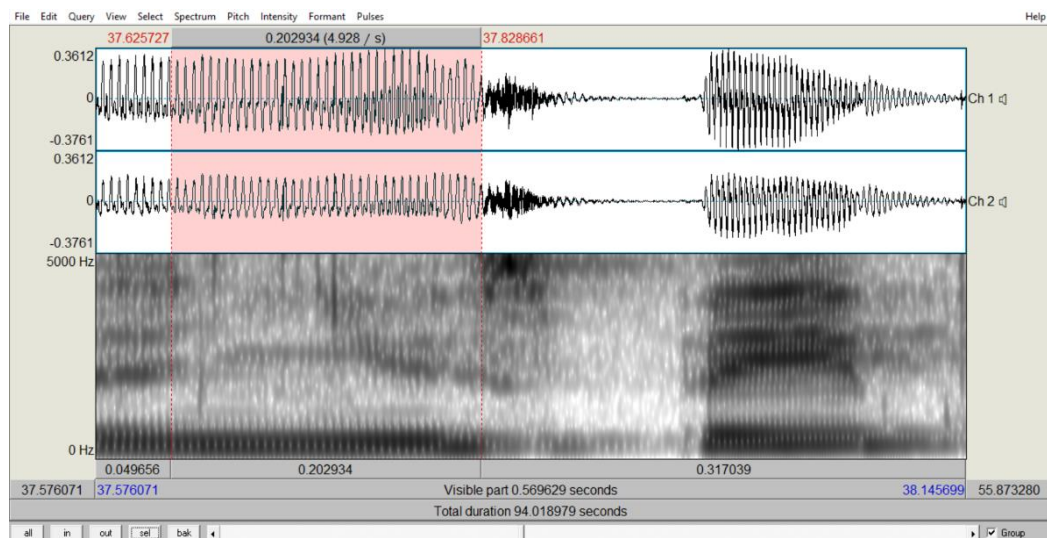 File Edit Query View Select Spectrum Pitch Intensity Formant Pulses Help
37.625727 0.202934 (4.928 / s) 37.828661
0.3612
0
-0.3761
Ch 1
0.3612
0
-0.3761
Ch 2
5000 Hz
0 Hz
0.049656 0.202934 0.317039
37.576071 37.576071 Visible part 0.569629 seconds 38.145699 55.873280
Total duration 94.018979 seconds
all in out sel bak Group